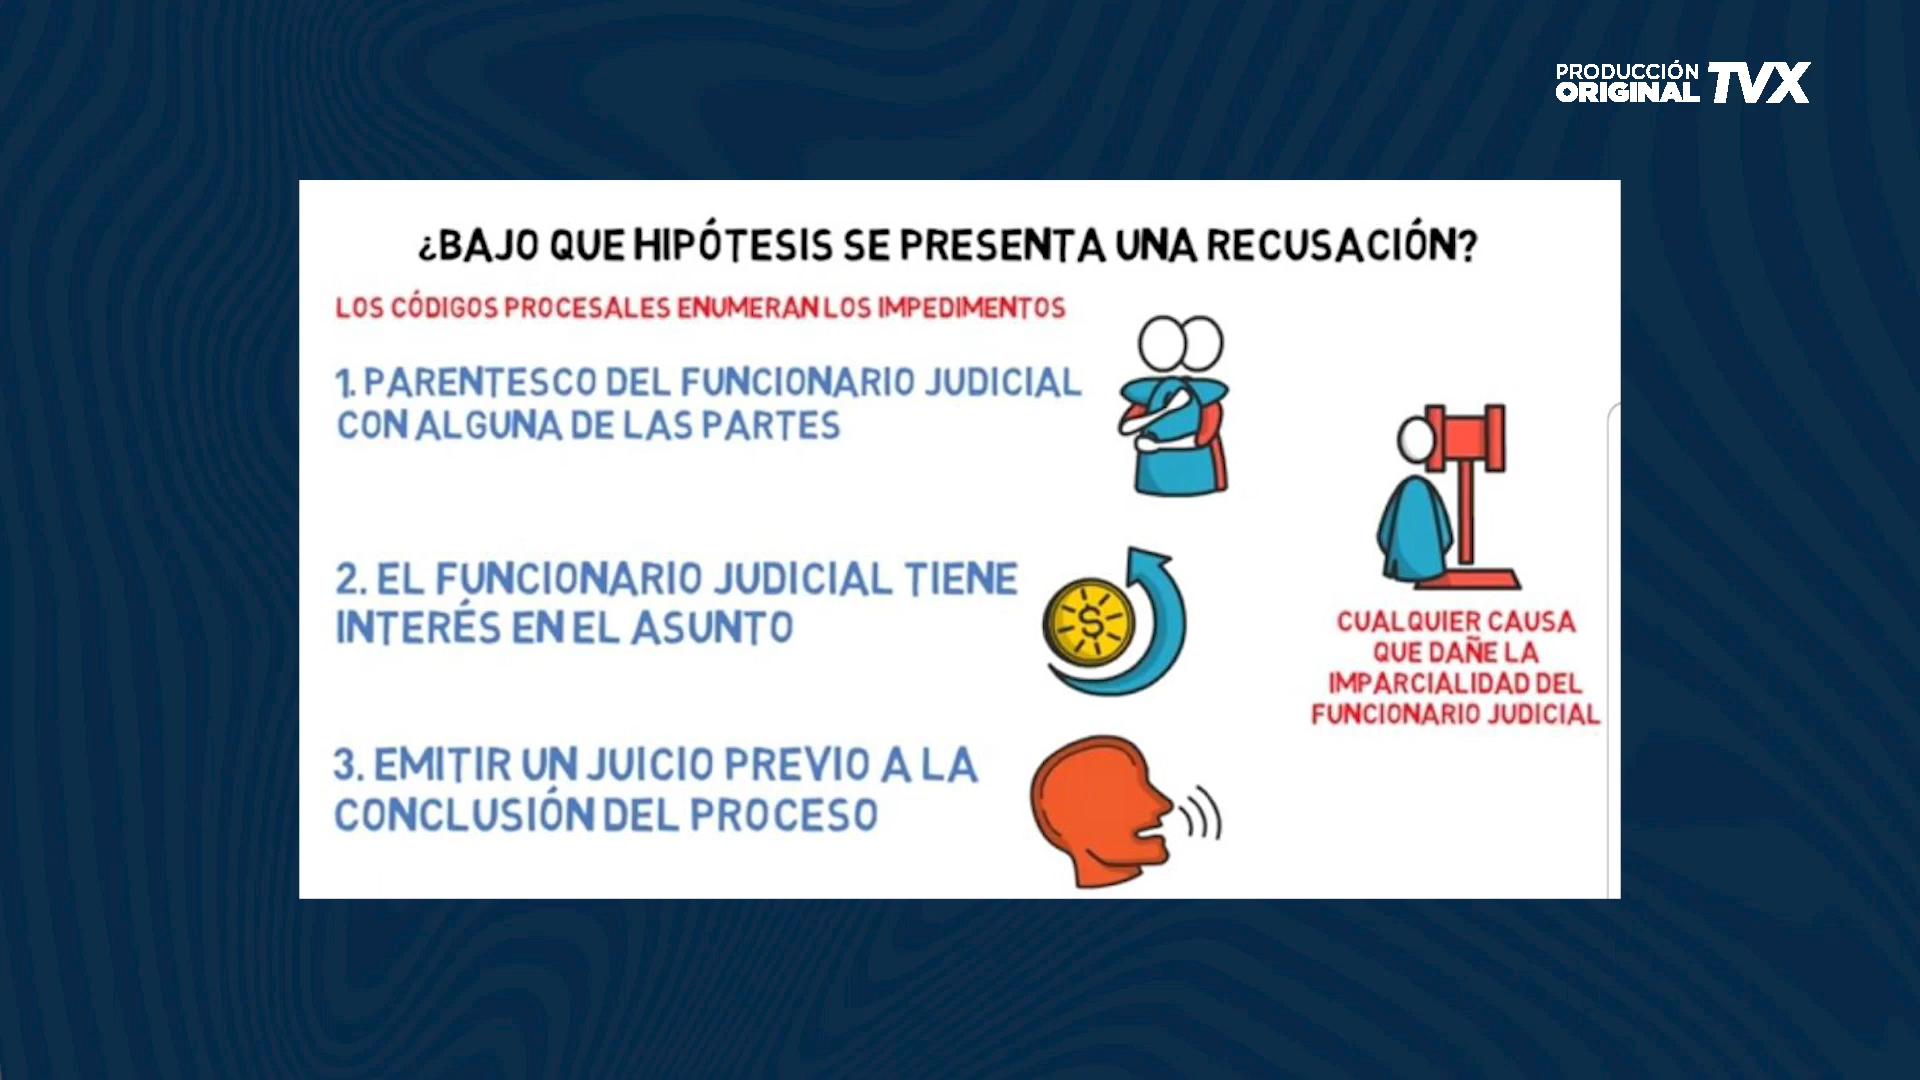 PRODUCCIÓN
ORIGINAL TVX
¿BAJO QUE HIPÓTESIS SE PRESENTA UNA RECUSACIÓN?
LOS CÓDIGOS PROCESALES ENUMERAN LOS IMPEDIMENTOS
1. PARENTESCO DEL FUNCIONARIO JUDICIAL
CON ALGUNA DE LAS PARTES
2. EL FUNCIONARIO JUDICIAL TIENE
INTERÉS EN EL ASUNTO
$
3. EMITIR UN JUICIO PREVIO A LA
CONCLUSIÓN DEL PROCESO
CUALQUIER CAUSA
QUE DAÑE LA
IMPARCIALIDAD DEL
FUNCIONARIO JUDICIAL